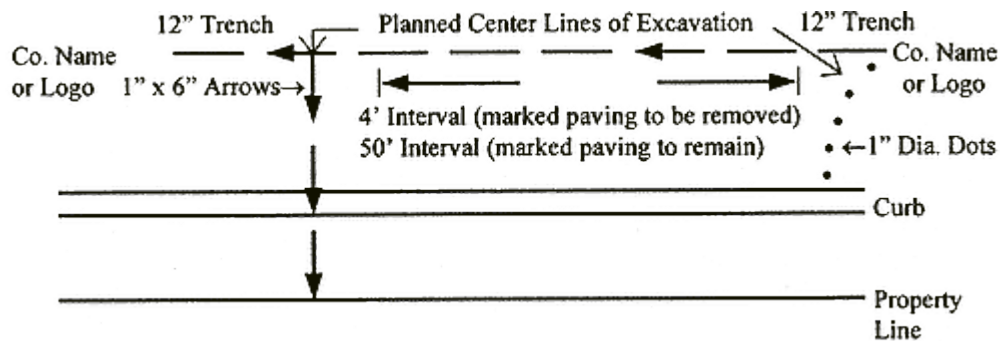 12” Trench
Planned Center Lines of Excavation
12” Trench
Co. Name
or Logo
1” x 6” Arrows
Co. Name
or Logo
4’ Interval (marked paving to be removed)
50’ Interval (marked paving to remain)
1” Dia. Dots
Curb
Property
Line